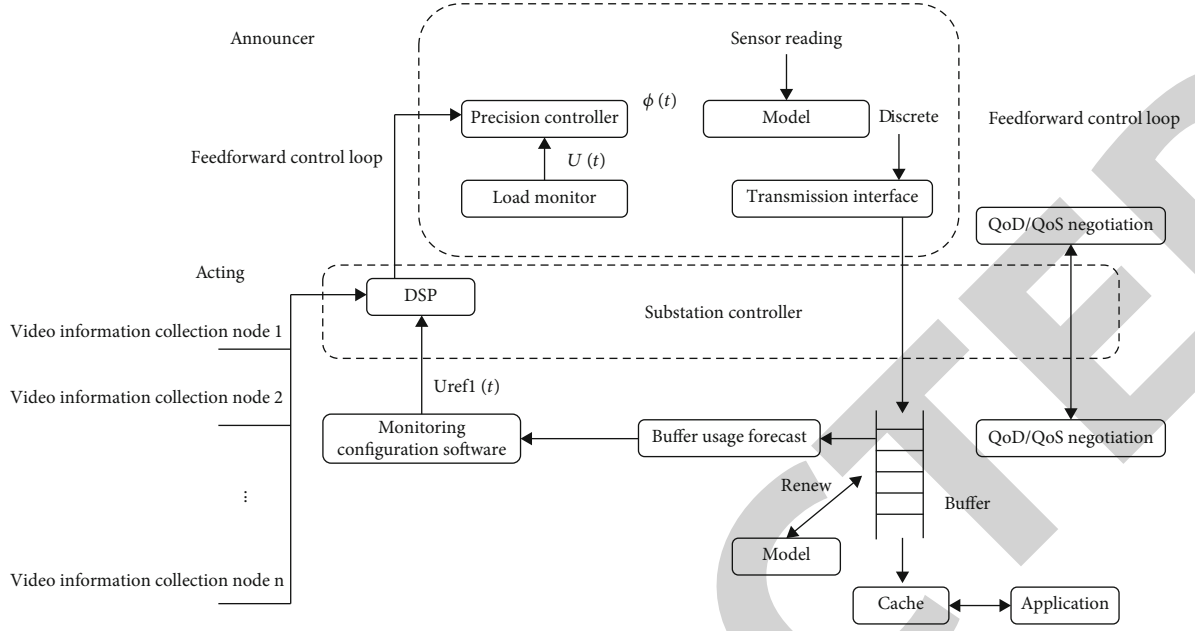 Announcer
Sensor reading
Precision controller
ϕ (t)
Model
Discrete
Feedforward control loop
Feedforward control loop
U (t)
Load monitor
Transmission interface
QoD/QoS negotiation
Acting
DSP
Substation controller
Video information collection node 1
Video information collection node 2
Uref1 (t)
Monitoring
configuration software
Buffer usage forecast
QoD/QoS negotiation
...
Renew
Buffer
Model
Video information collection node n
Cache
Application
CTED